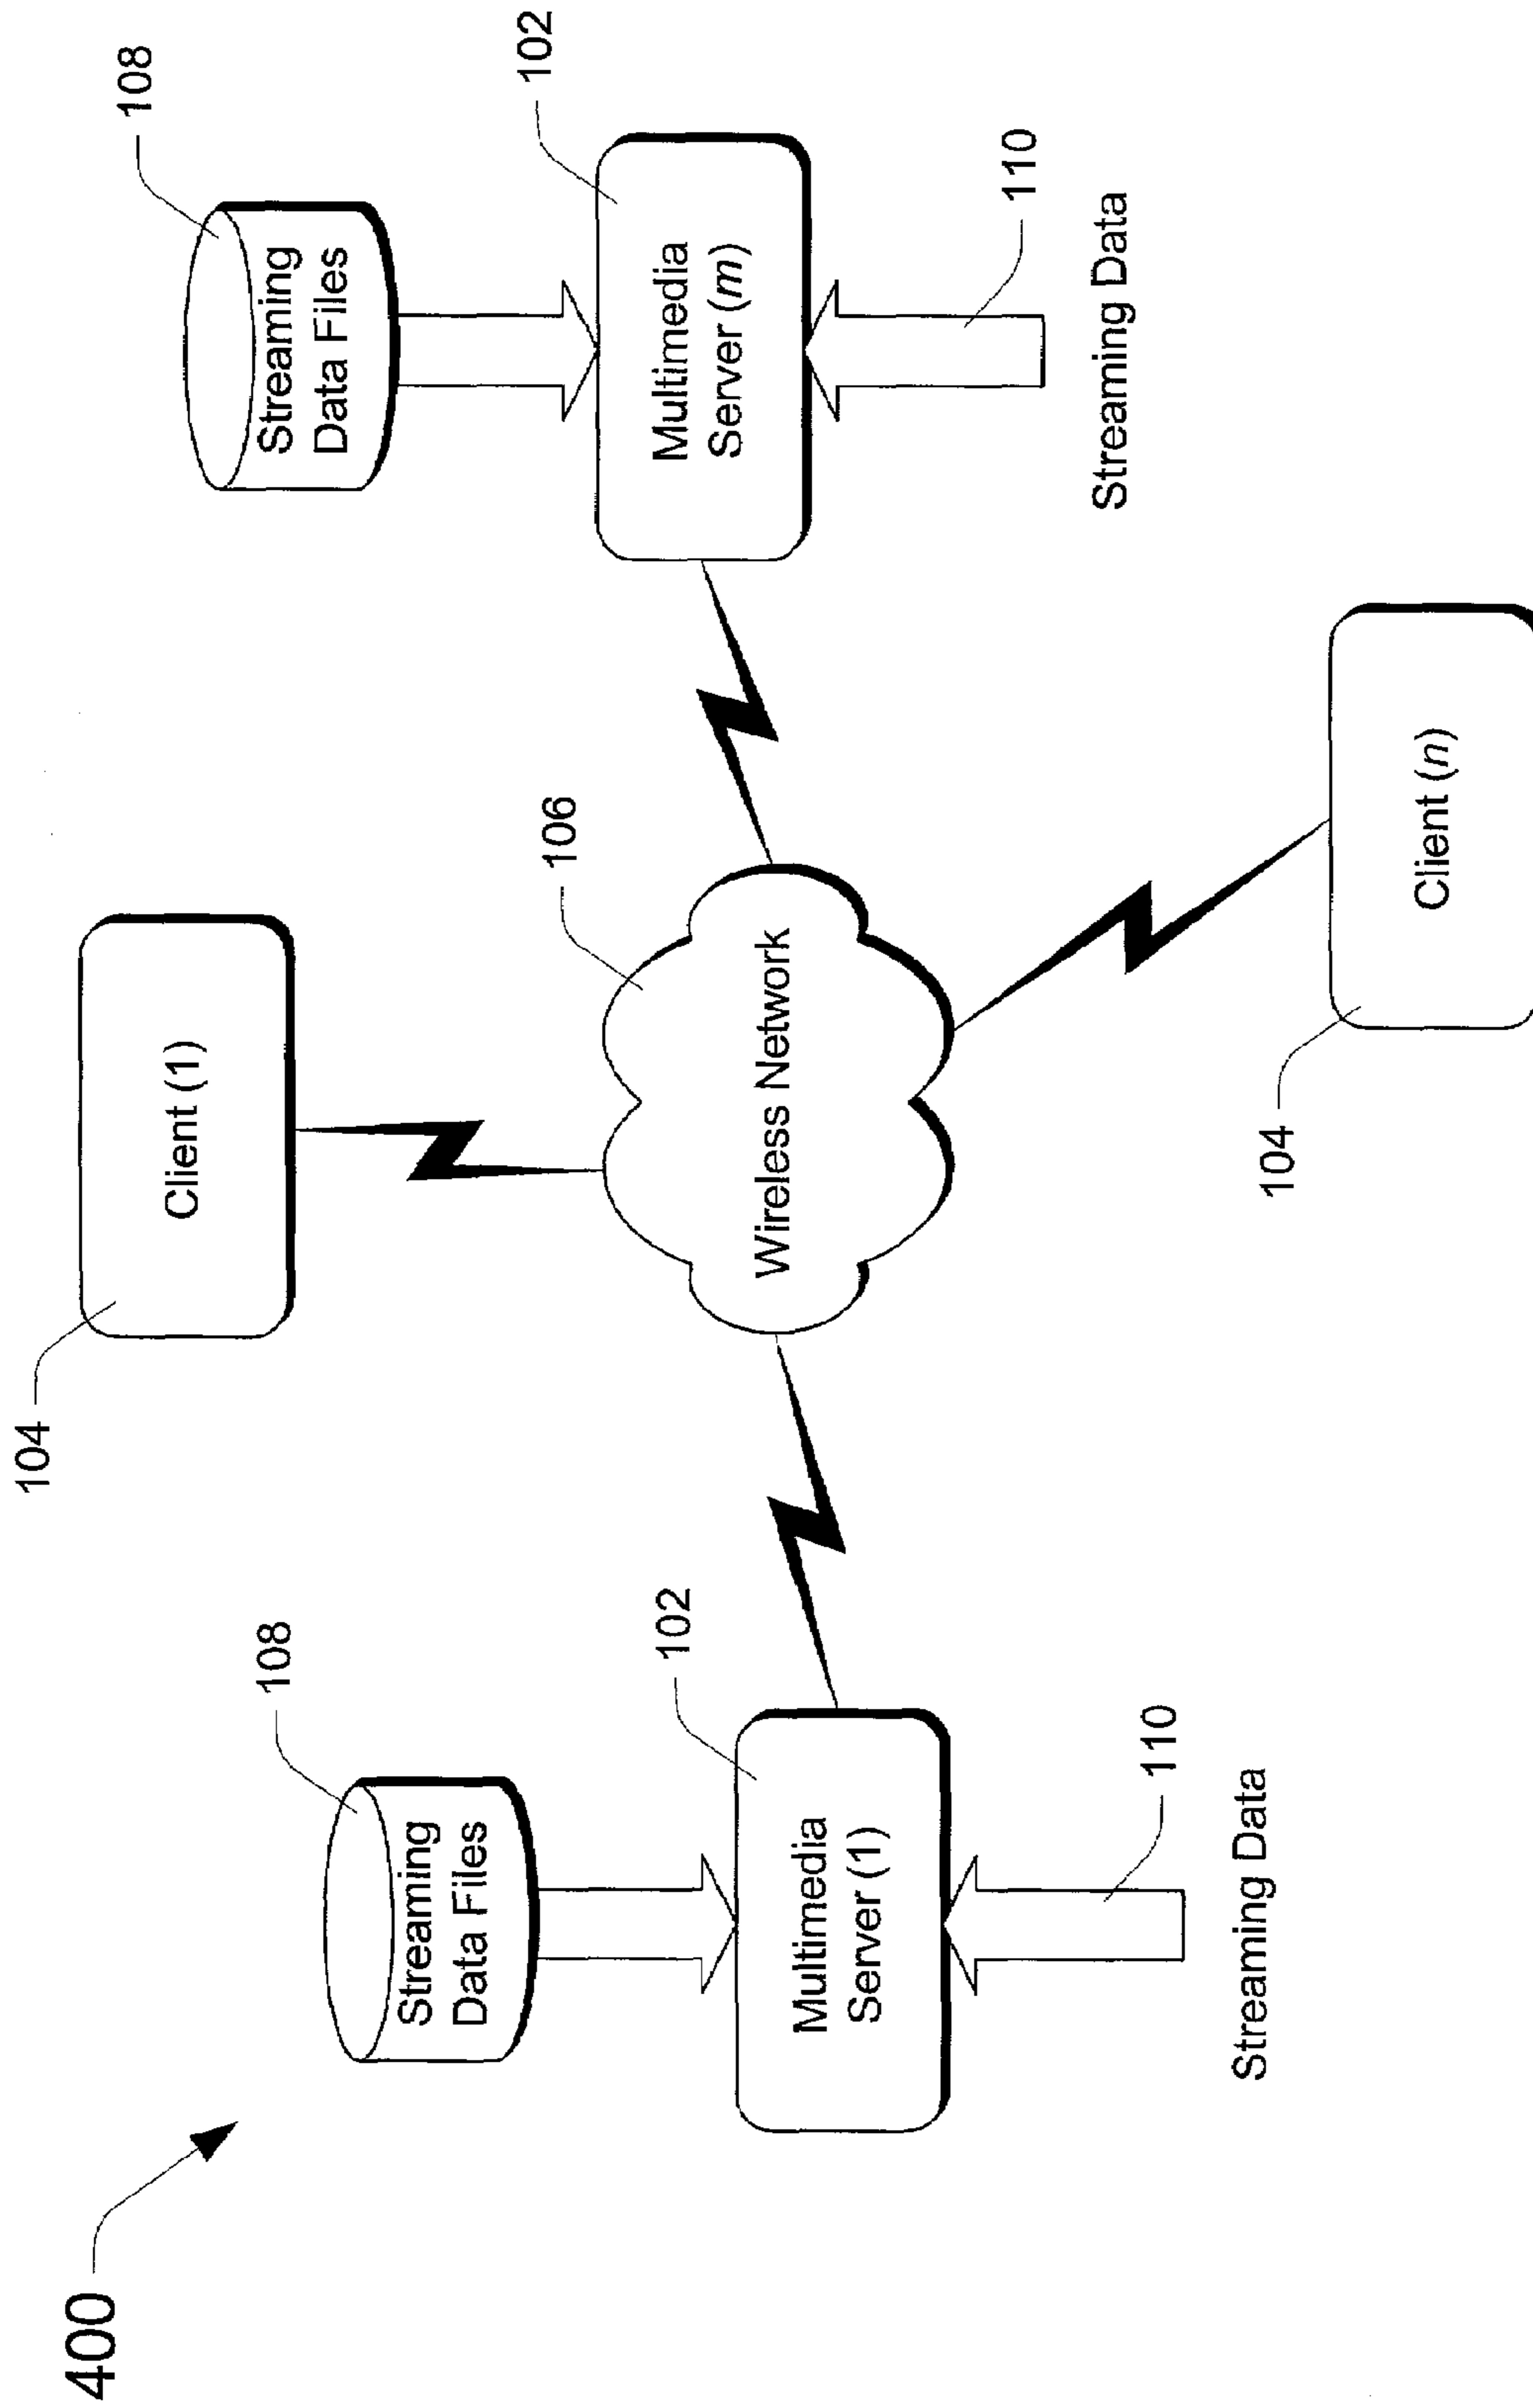 400
104
Client (1)
108
Streaming
Data Files
108
Streaming
Data Files
102
Multimedia
Server (1)
106
Wireless Network
102
Multimedia
Server (m)
110
Streaming Data
110
Streaming Data
104
Client (n)